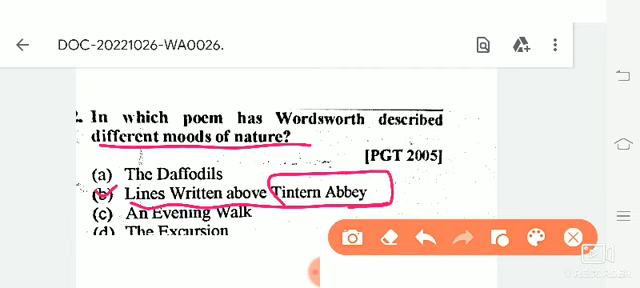 DOC-20221026-WA0026.
2. In which poem has Wordsworth described
different moods of nature?
[PGT 2005]
(a) The Daffodils
(b) Lines Written above Tintern Abbey
(c) An Evening Walk
(d) The Excursion
RECORDER